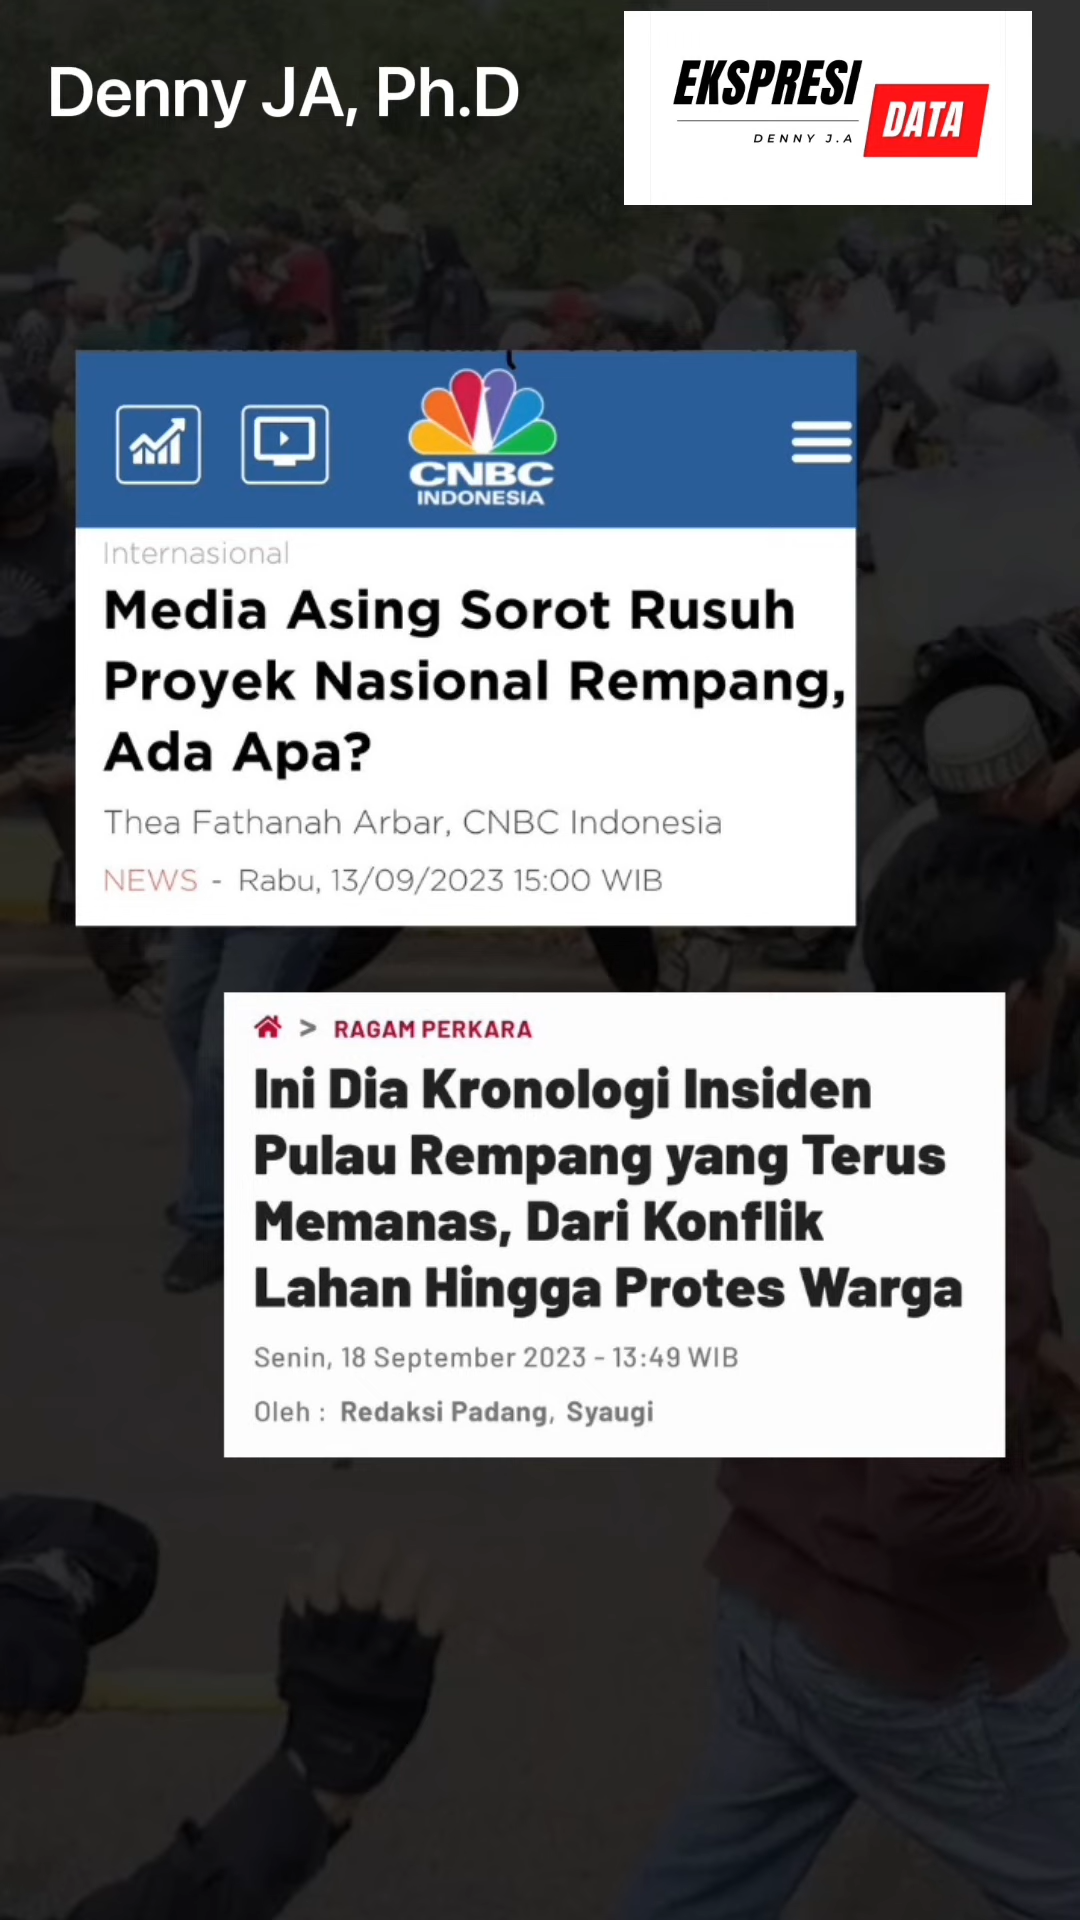 Denny JA, Ph.D
EKSPRESI
DATA
DENNY J.A
CNBC
INDONESIA
Internasional
Media Asing Sorot Rusuh
Proyek Nasional Rempang,
Ada Apa?
Thea Fathanah Arbar, CNBC Indonesia
NEWS - Rabu, 13/09/2023 15:00 WIB
> RAGAM PERKARA
Ini Dia Kronologi Insiden
Pulau Rempang yang Terus
Memanas, Dari Konflik
Lahan Hingga Protes Warga
Senin, 18 September 2023 - 13:49 WIB
Oleh : Redaksi Padang, Syaugi